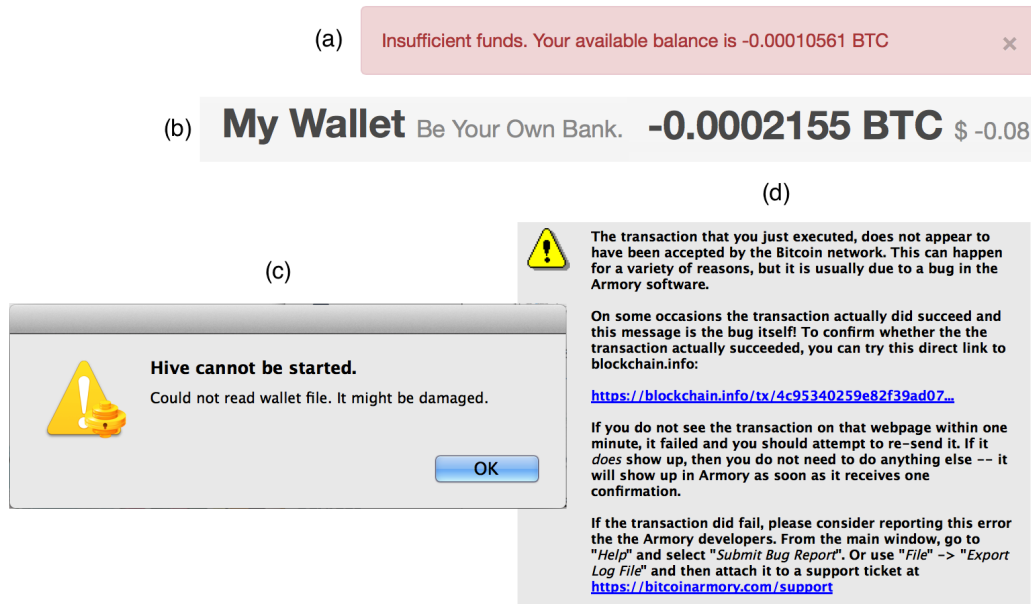 (a)
Insufficient funds. Your available balance is -0.00010561 BTC
×
(b)
My Wallet Be Your Own Bank. -0.0002155 BTC $ -0.08
(c)
Hive cannot be started.
Could not read wallet file. It might be damaged.
OK
(d)
The transaction that you just executed, does not appear to
have been accepted by the Bitcoin network. This can happen
for a variety of reasons, but it is usually due to a bug in the
Armory software.
On some occasions the transaction actually did succeed and
this message is the bug itself! To confirm whether the the
transaction actually succeeded, you can try this direct link to
blockchain.info:
https://blockchain.info/tx/4c95340259e82f39ad07...
If you do not see the transaction on that webpage within one
minute, it failed and you should attempt to re-send it. If it
does show up, then you do not need to do anything else -- it
will show up in Armory as soon as it receives one
confirmation.
If the transaction did fail, please consider reporting this error
the the Armory developers. From the main window, go to
"Help" and select "Submit Bug Report". Or use "File" -> "Export
Log File" and then attach it to a support ticket at
https://bitcoinarmory.com/support